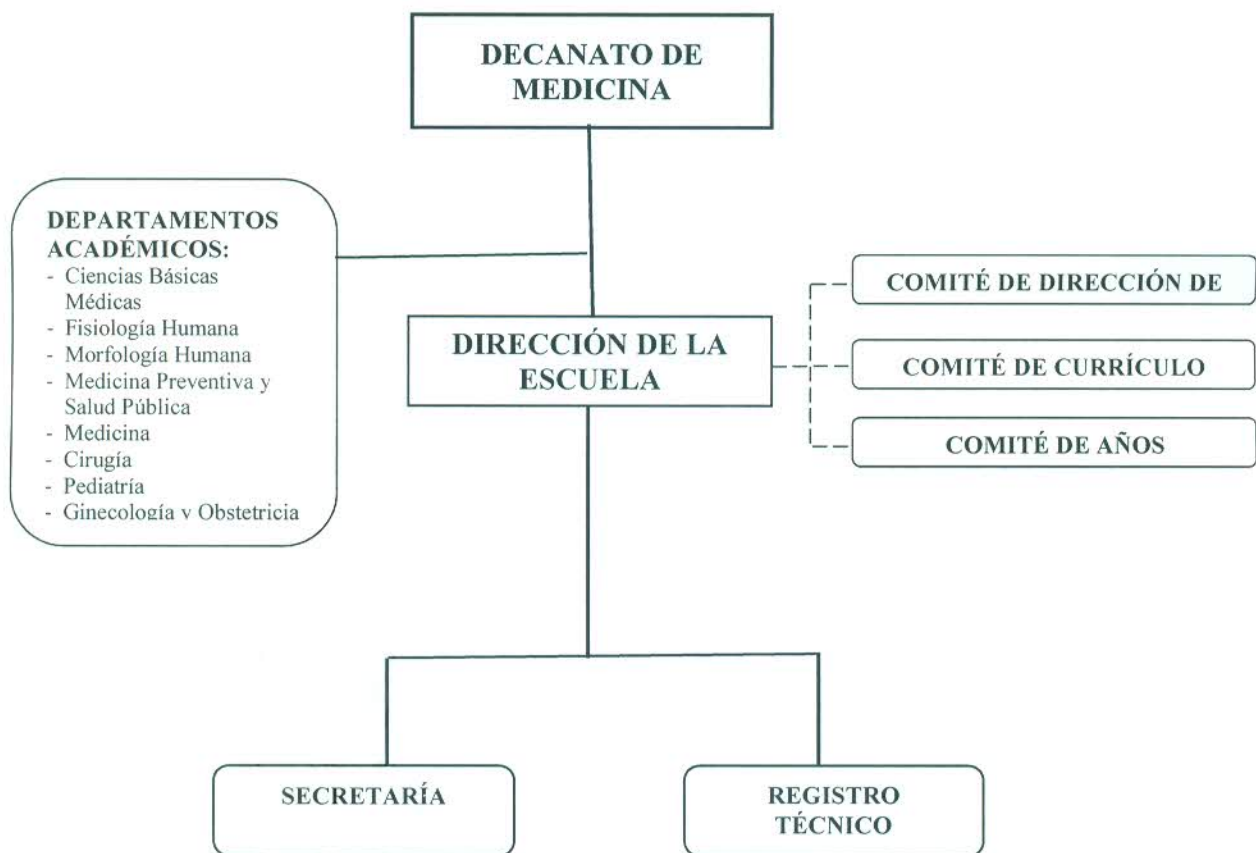 DECANATO DE
MEDICINA
DEPARTAMENTOS
ACADÉMICOS:
- Ciencias Básicas
Médicas
- Fisiología Humana
- Morfología Humana
- Medicina Preventiva y
Salud Pública
- Medicina
- Cirugía
- Pediatría
- Ginecología y Obstetricia
DIRECCIÓN DE LA
ESCUELA
COMITÉ DE DIRECCIÓN DE
COMITÉ DE CURRÍCULO
COMITÉ DE AÑOS
SECRETARÍA
REGISTRO
TÉCNICO